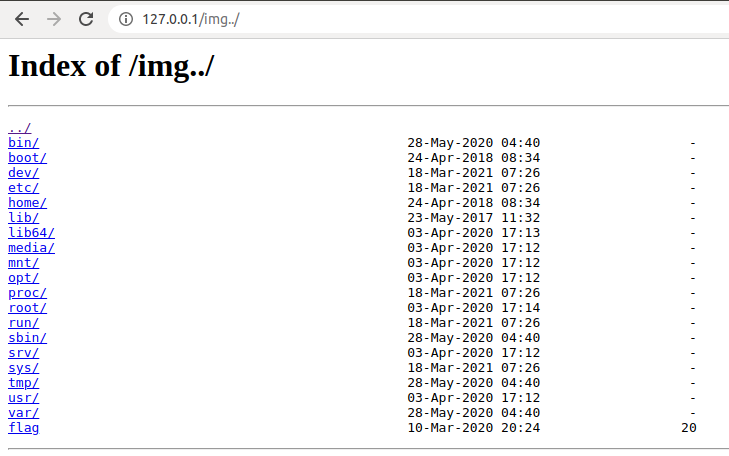 127.0.0.1/img../
Index of /img../
../
bin/ 28-May-2020 04:40 -
boot/ 24-Apr-2018 08:34 -
dev/ 18-Mar-2021 07:26 -
etc/ 18-Mar-2021 07:26 -
home/ 24-Apr-2018 08:34 -
lib/ 23-May-2017 11:32 -
lib64/ 03-Apr-2020 17:13 -
media/ 03-Apr-2020 17:12 -
mnt/ 03-Apr-2020 17:12 -
opt/ 03-Apr-2020 17:12 -
proc/ 18-Mar-2021 07:26 -
root/ 03-Apr-2020 17:14 -
run/ 18-Mar-2021 07:26 -
sbin/ 28-May-2020 04:40 -
srv/ 03-Apr-2020 17:12 -
sys/ 18-Mar-2021 07:26 -
tmp/ 28-May-2020 04:40 -
usr/ 03-Apr-2020 17:12 -
var/ 28-May-2020 04:40 -
flag 10-Mar-2020 20:24 20